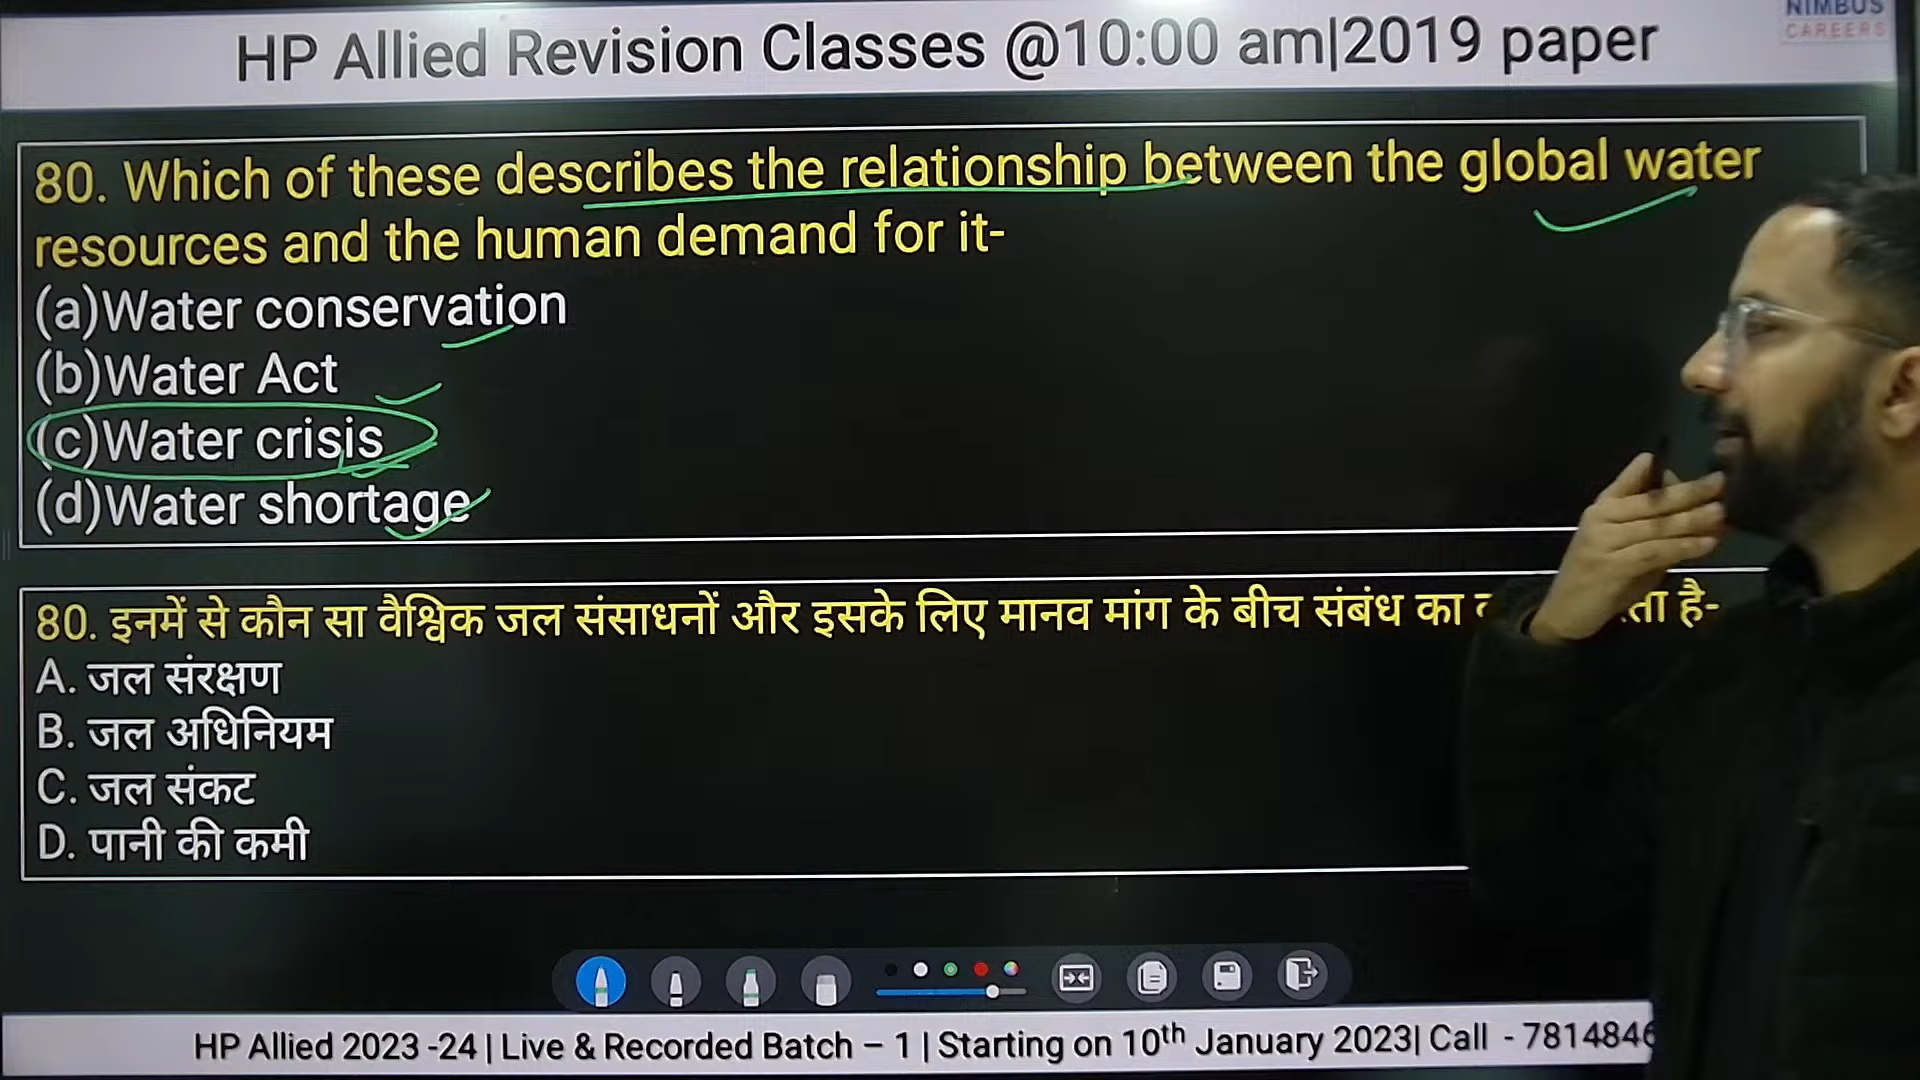 NIMBUS
CAREERS
HP Allied Revision Classes @10:00 am|2019 paper
80. Which of these describes the relationship between the global water
resources and the human demand for it-
(a)Water conservation
(b)Water Act
(c)Water crisis
(d)Water shortage
80. इनमें से कौन सा वैश्विक जल संसाधनों और इसके लिए मानव मांग के बीच संबंध का है-
A. जल संरक्षण
B. जल अधिनियम
C. जल संकट
D. पानी की कमी
HP Allied 2023 -24 | Live & Recorded Batch – 1 | Starting on 10th January 2023| Call - 7814846